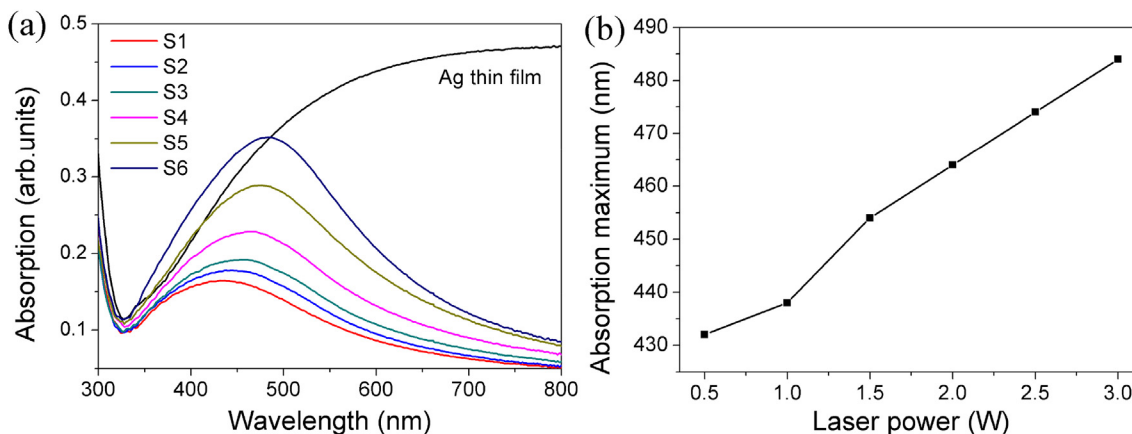 (a)
0.5
0.4
0.3
0.2
0.1
Absorption (arb.units)
S1
S2
S3
S4
S5
S6
Ag thin film
300 400 500 600 700 800
Wavelength (nm)
(b)
490
480
470
460
450
440
430
Absorption maximum (nm)
0.5 1.0 1.5 2.0 2.5 3.0
Laser power (W)